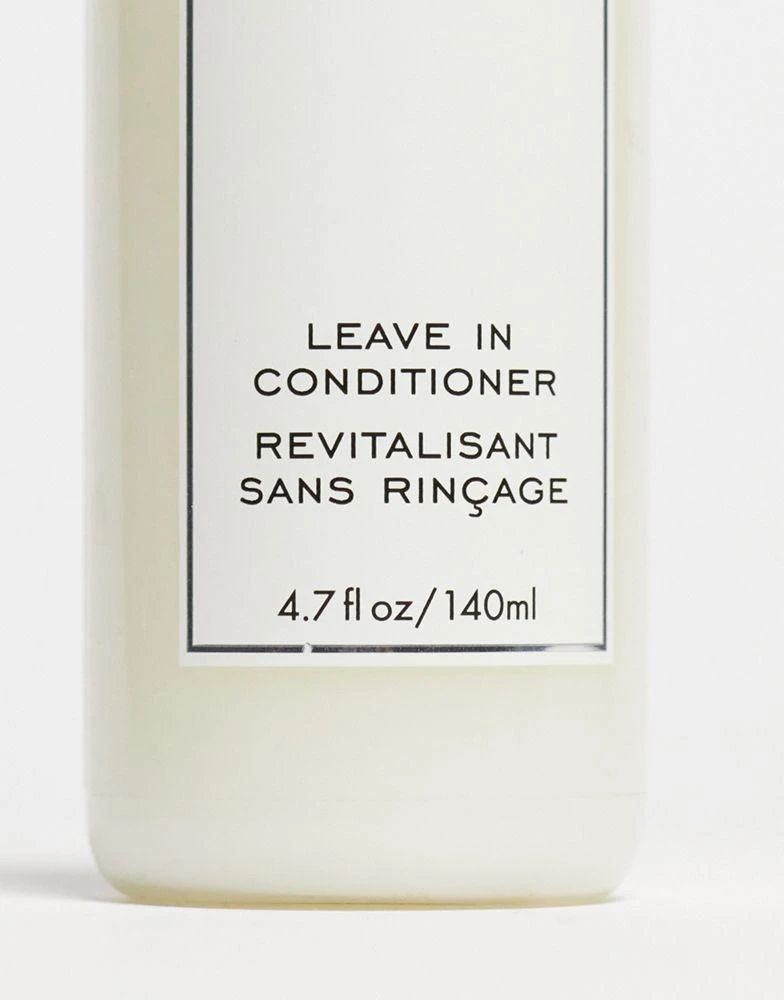 LEAVE IN
CONDITIONER
REVITALISANT
SANS RINÇAGE
4.7 fl oz/140ml